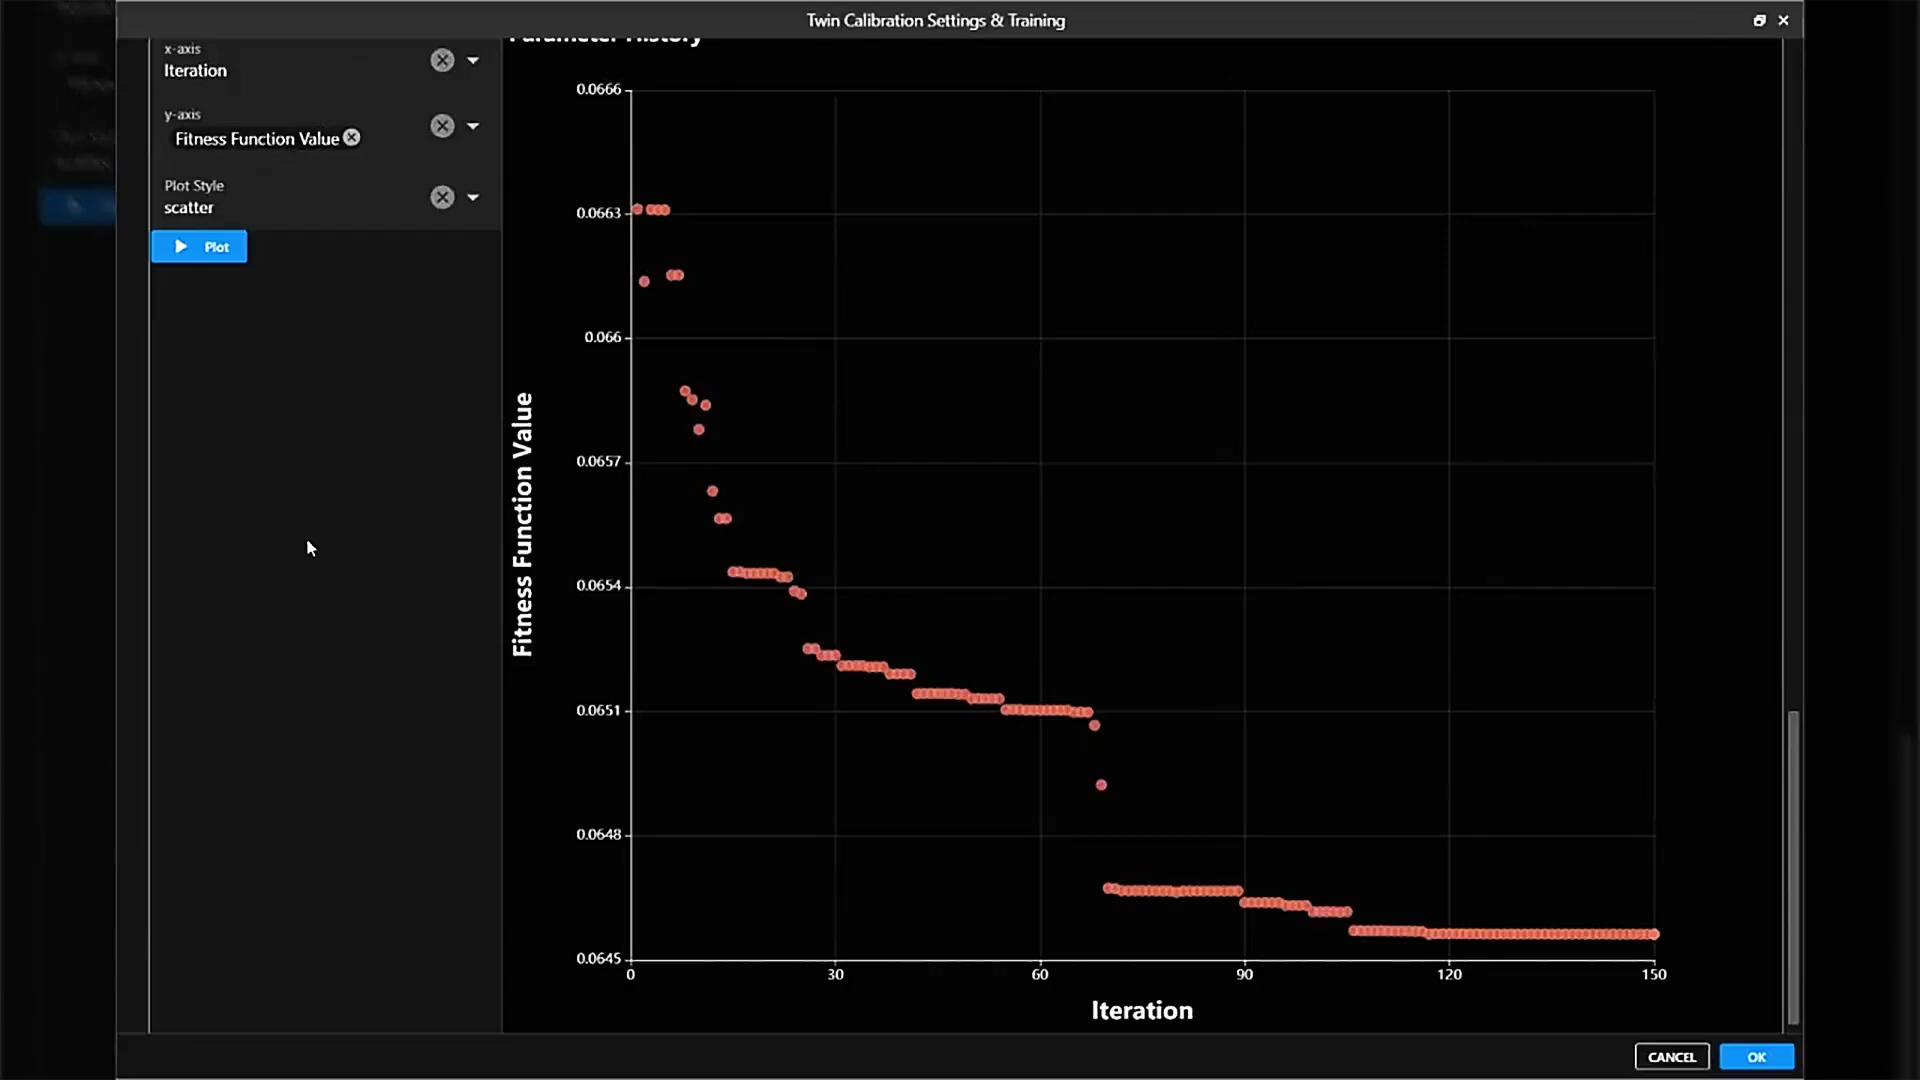 Twin Calibration Settings & Training
x-axis
Iteration
y-axis
Fitness Function Value
Plot Style
scatter
Plot
Parameter History
0.0666
0.0663
0.066
0.0657
0.0654
0.0651
0.0648
0.0645
Fitness Function Value
0 30 60 90 120 150
Iteration
CANCEL OK